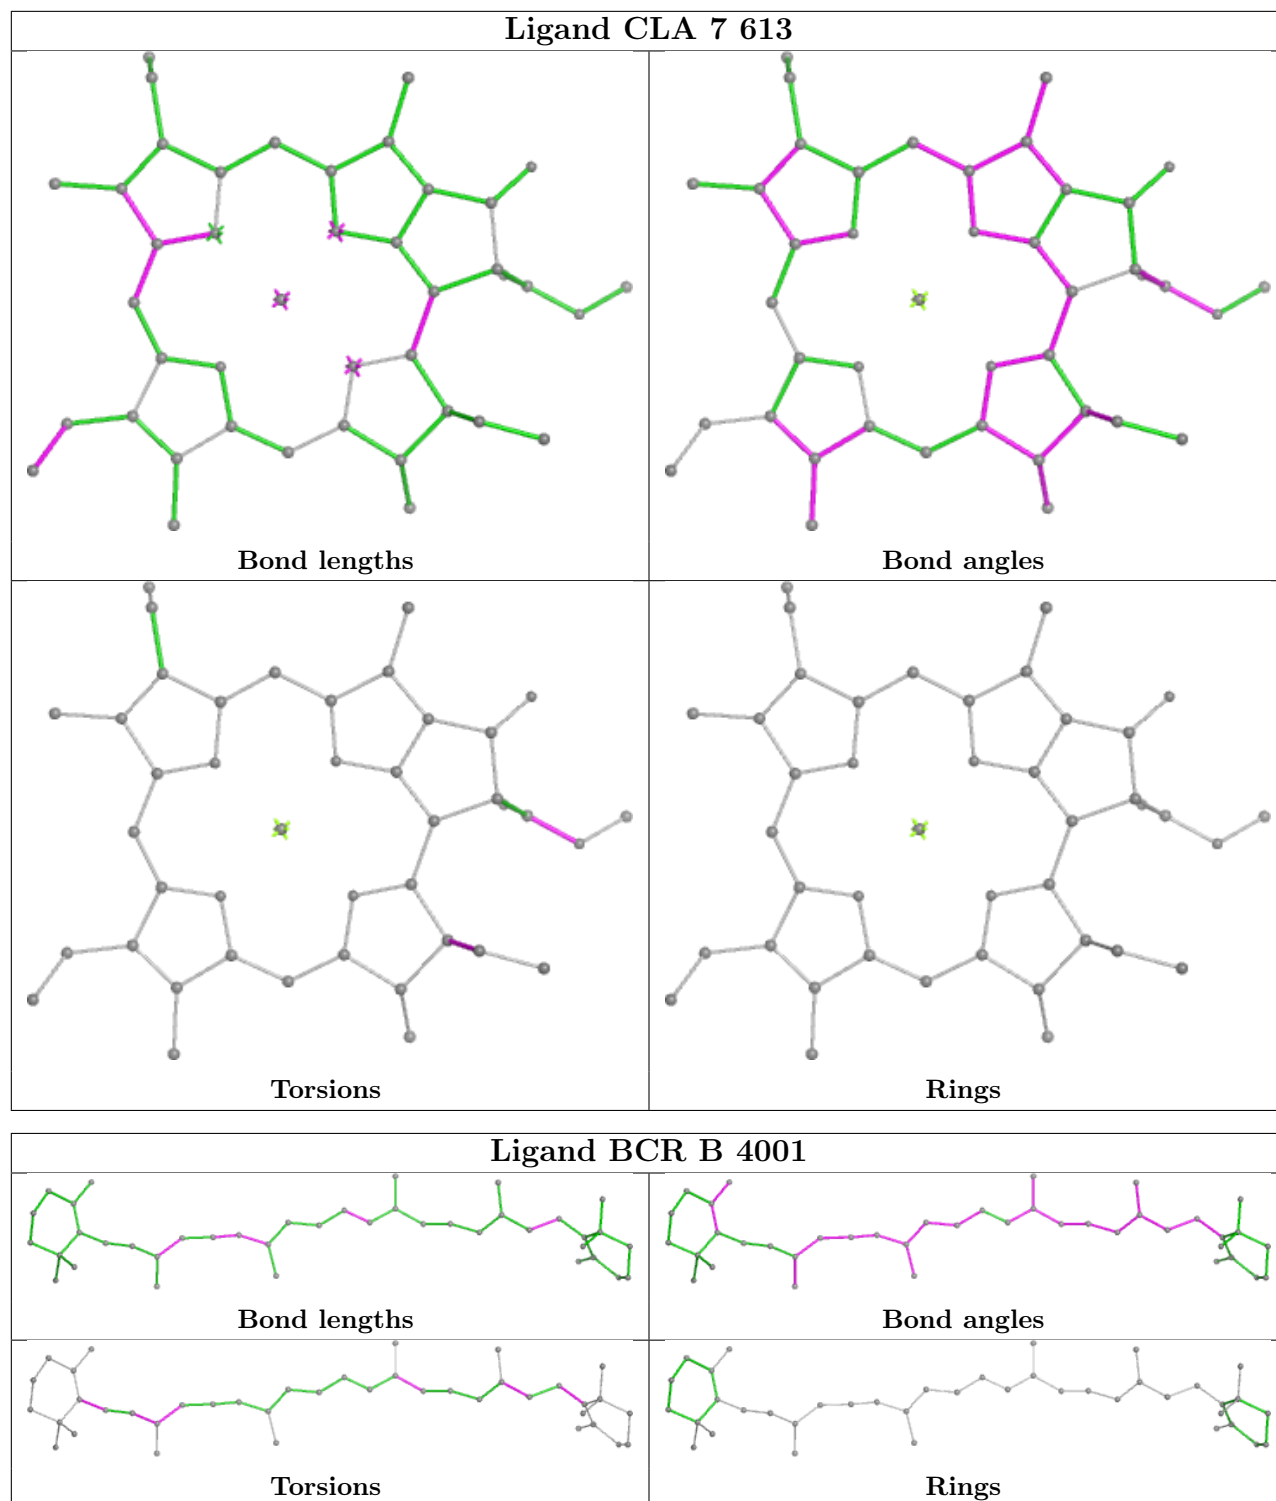 Ligand CLA 7 613
Bond lengths
Bond angles
Torsions
Rings
Ligand BCR B 4001
Bond lengths
Bond angles
Torsions
Rings